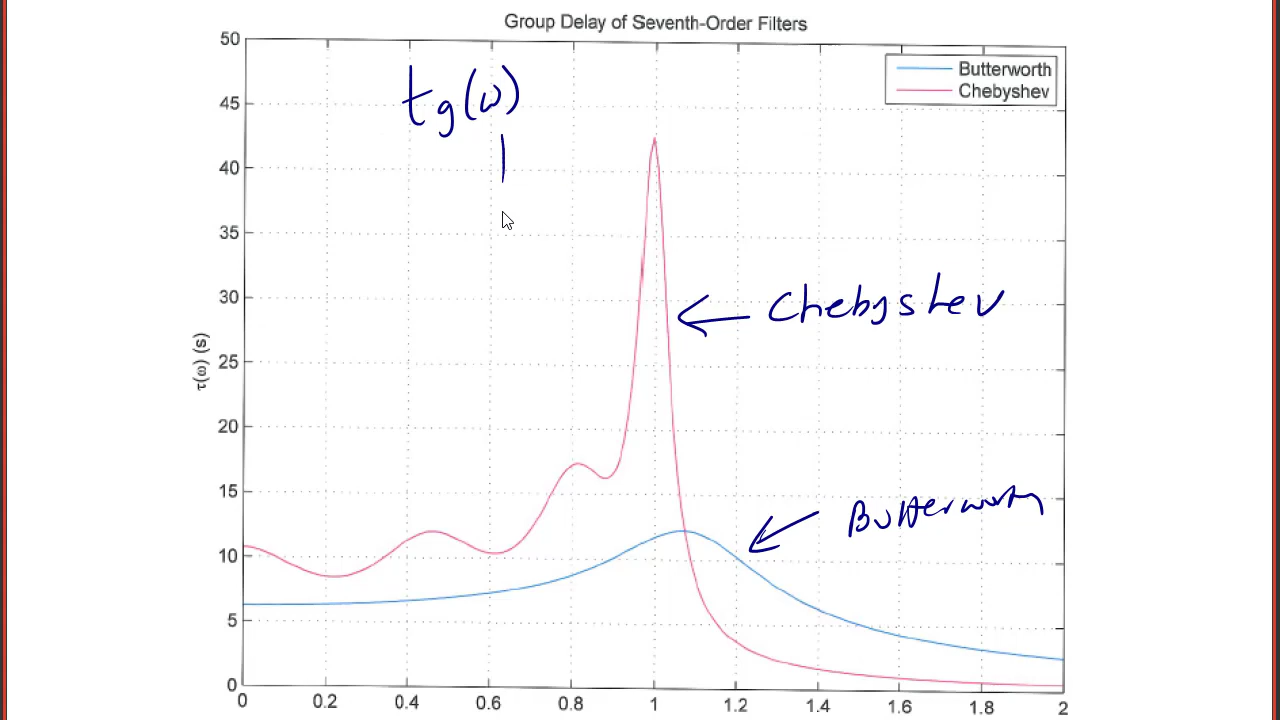 Group Delay of Seventh-Order Filters
50
45
40
35
30
25
20
15
10
5
0
τ(ω) (s)
tg(ω)
Butterworth
Chebyshev
Chebyshev
Butterworth
0 0.2 0.4 0.6 0.8 1 1.2 1.4 1.6 1.8 2